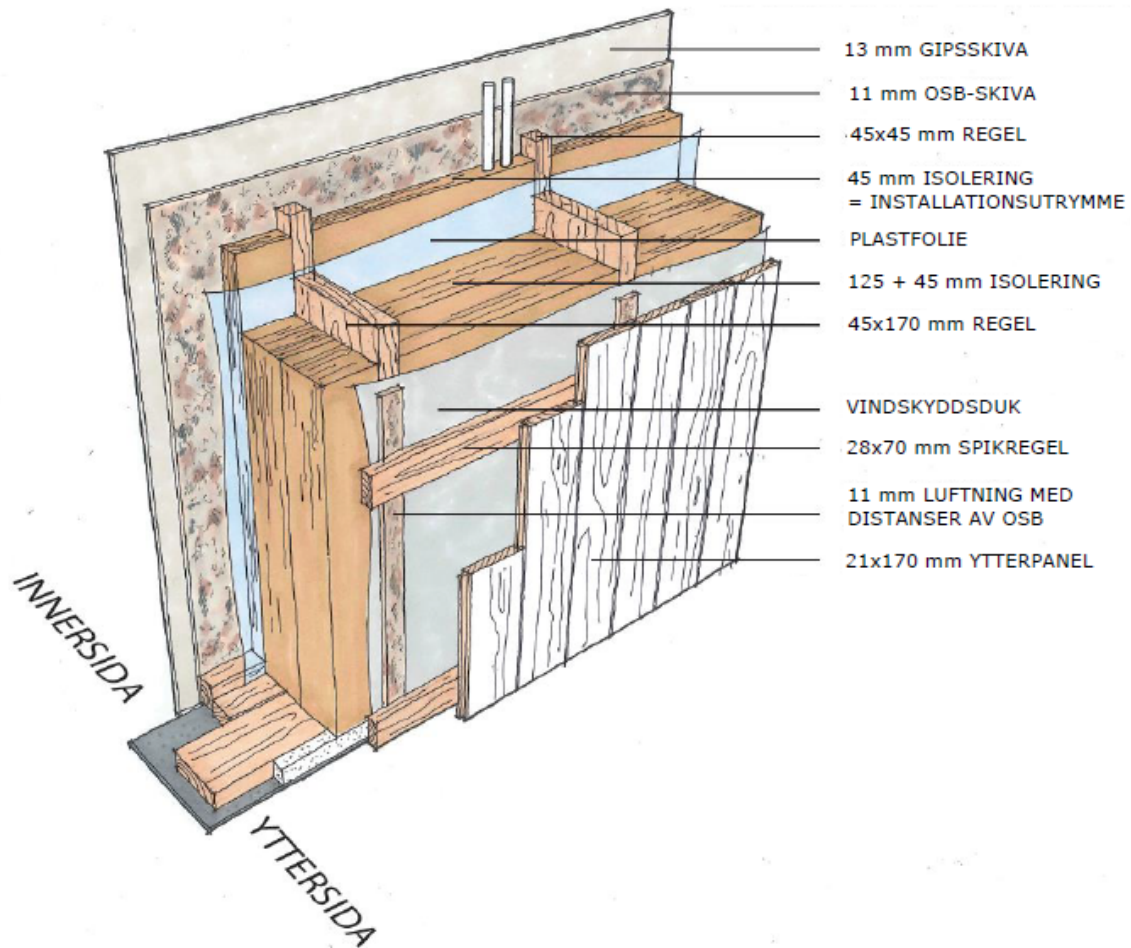 13 mm GIPSSKIVA
11 mm OSB-SKIVA
45x45 mm REGEL
45 mm ISOLERING
= INSTALLATIONSUTRYMME
PLASTFOLIE
125 + 45 mm ISOLERING
45x170 mm REGEL
VINDSKYDDSDUK
28x70 mm SPIKREGEL
11 mm LUFTNING MED
DISTANSER AV OSB
21x170 mm YTTERPANEL
INNERSIDA
YTTERSIDA